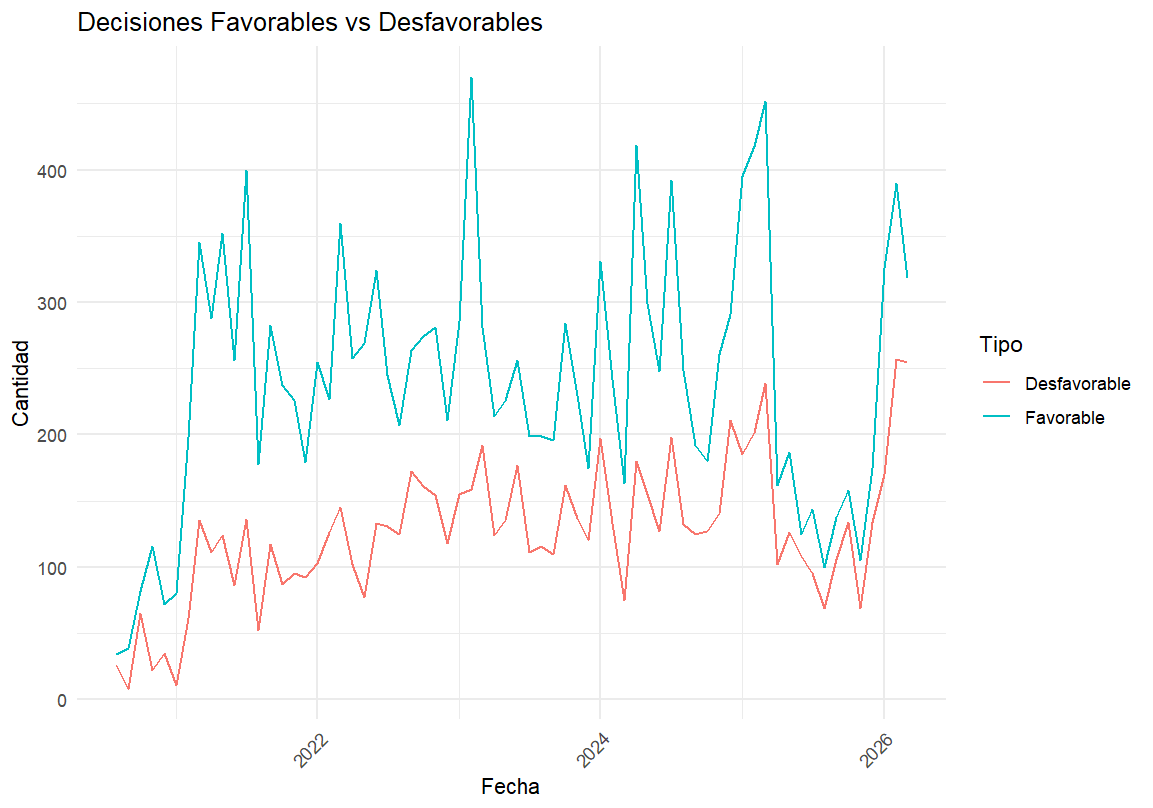 Decisiones Favorables vs Desfavorables
Cantidad
400
300
200
100
0
2022
2024
2026
Fecha
Tipo
Desfavorable
Favorable